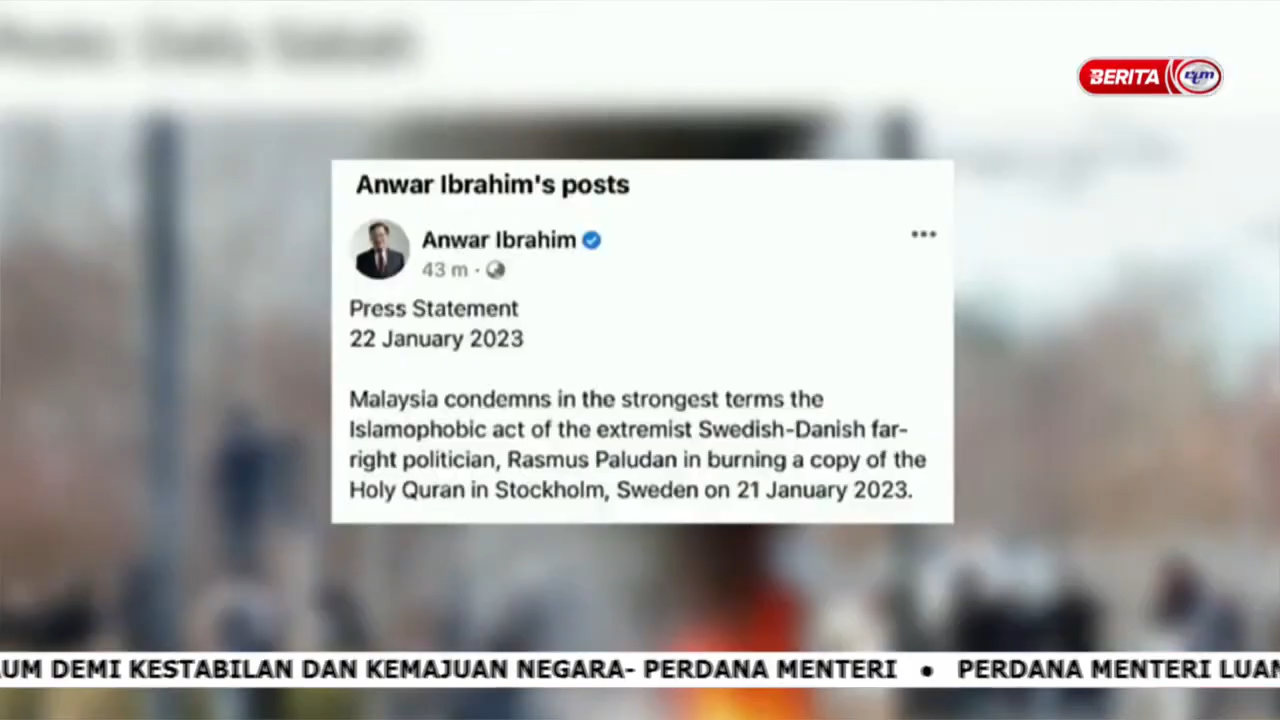 BERITA rtm
Anwar Ibrahim's posts
Anwar Ibrahim
43 m ·
Press Statement
22 January 2023
Malaysia condemns in the strongest terms the
Islamophobic act of the extremist Swedish-Danish far-
right politician, Rasmus Paludan in burning a copy of the
Holy Quran in Stockholm, Sweden on 21 January 2023.
UM DEMI KESTABILAN DAN KEMAJUAN NEGARA- PERDANA MENTERI • PERDANA MENTERI LUAN